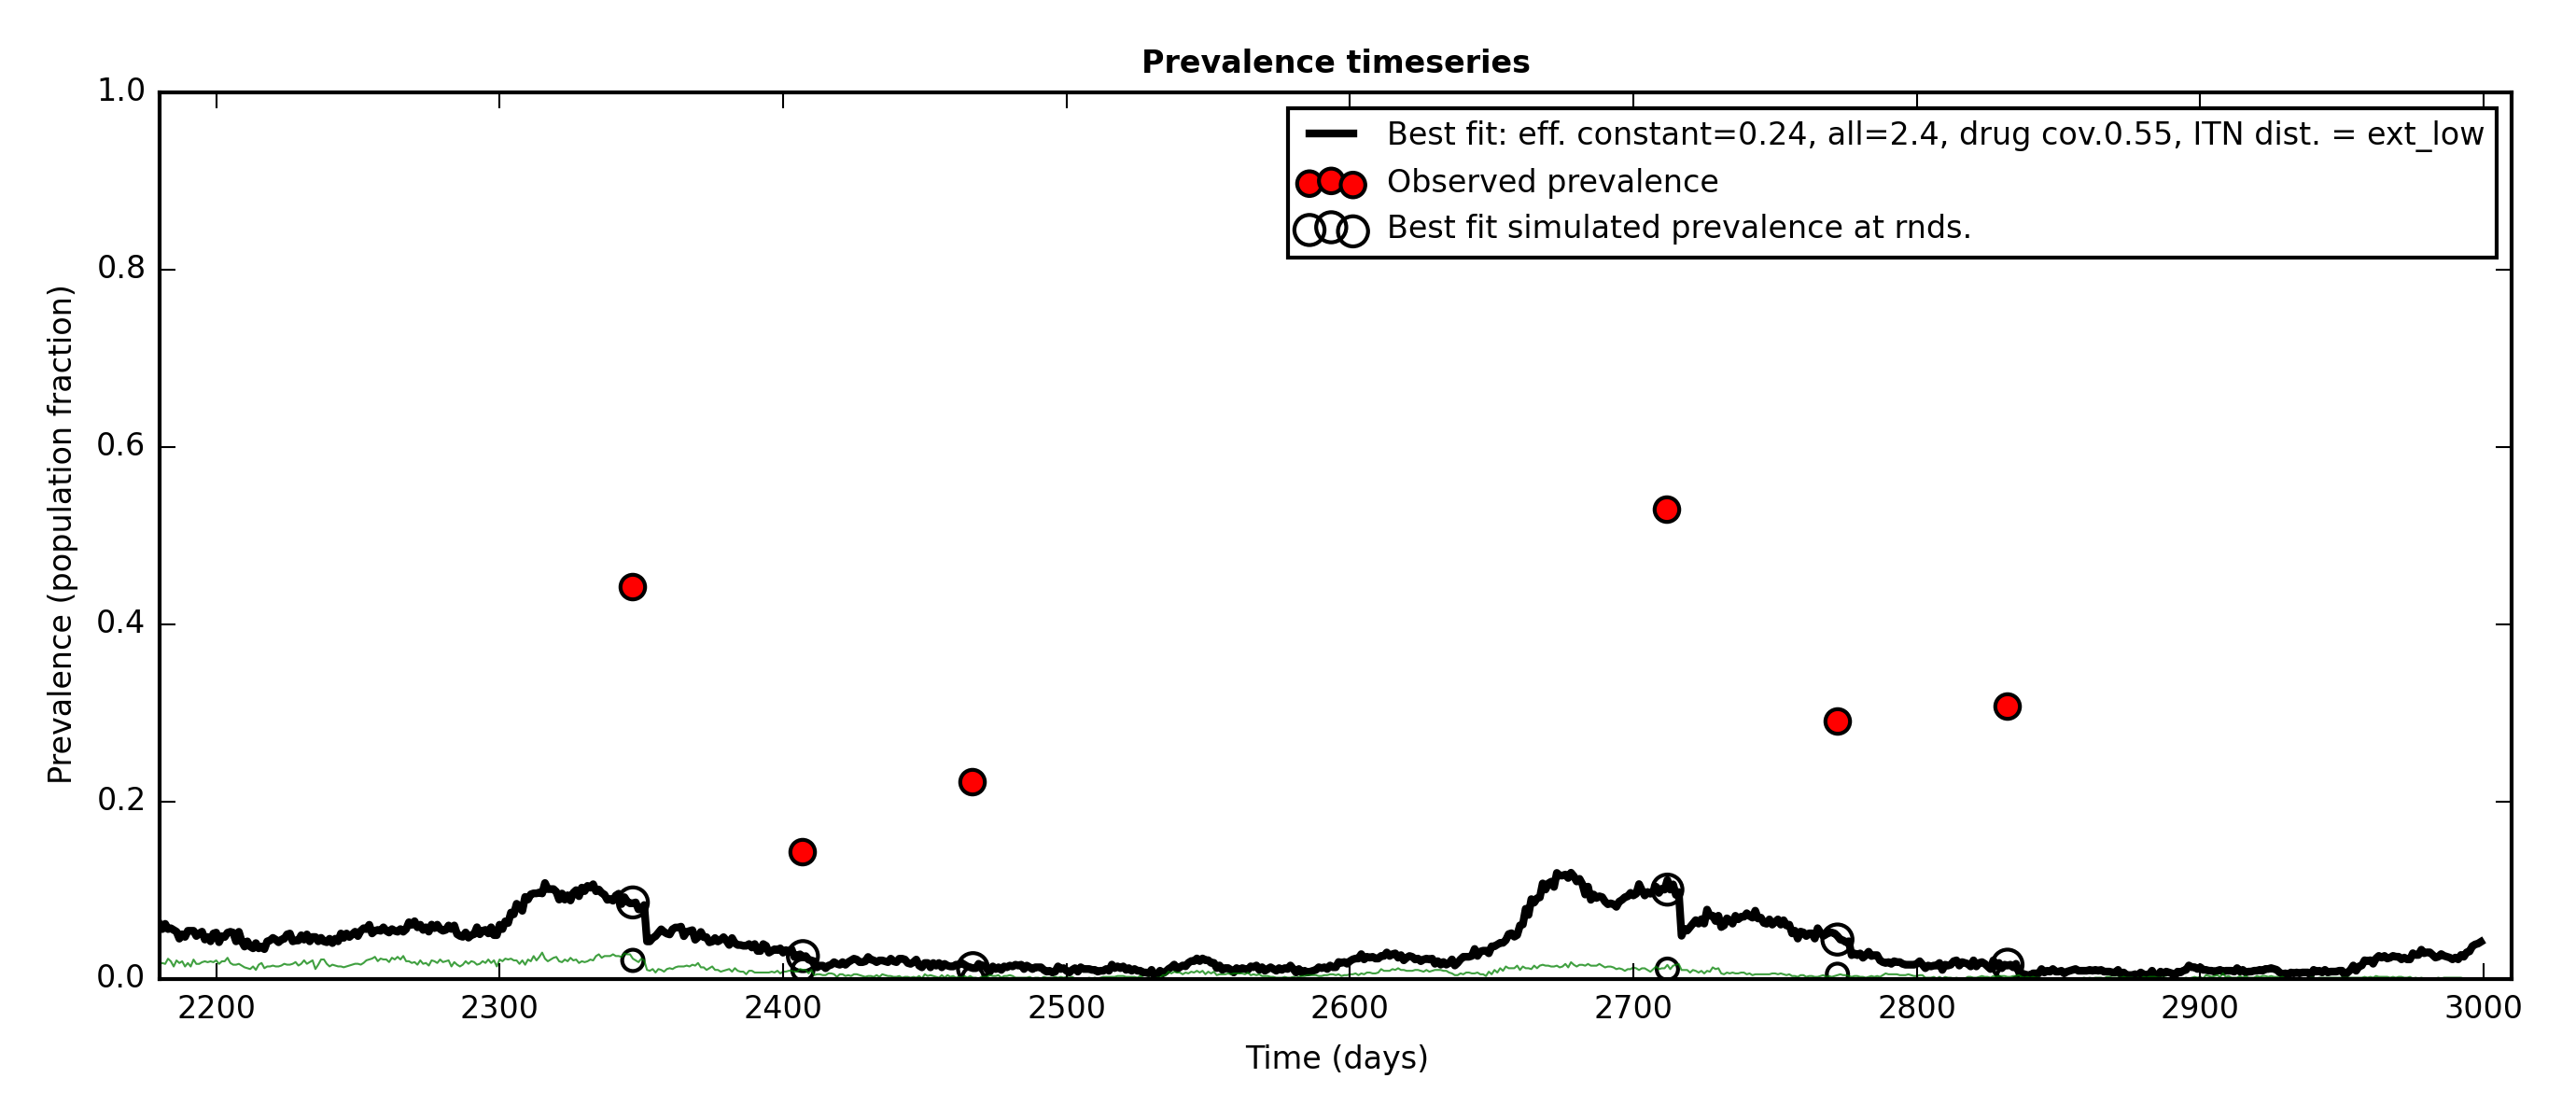 Prevalence timeseries
1.0
0.8
0.6
0.4
0.2
0.0
Prevalence (population fraction)
Best fit: eff. constant=0.24, all=2.4, drug cov.0.55, ITN dist. = ext_low
Observed prevalence
Best fit simulated prevalence at rnds.
2200 2300 2400 2500 2600 2700 2800 2900 3000
Time (days)